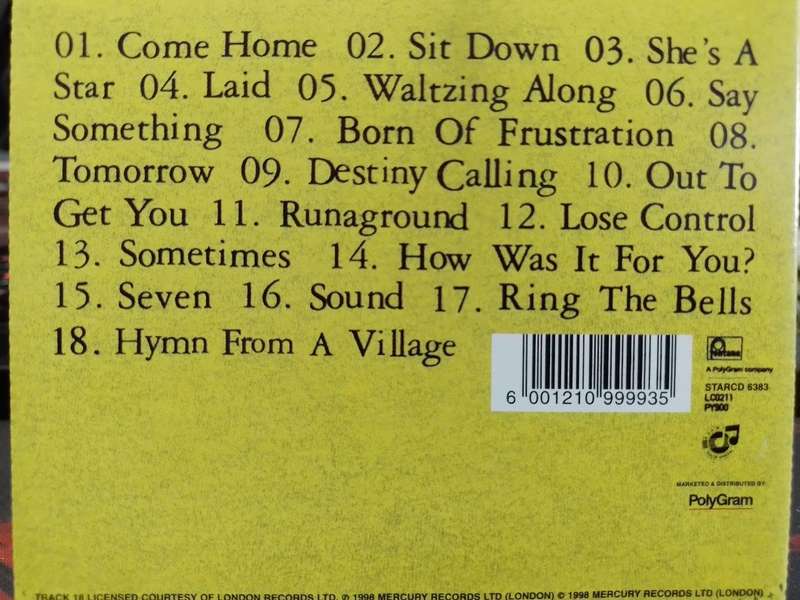 01. Come Home 02. Sit Down 03. She's A
Star 04. Laid 05. Waltzing Along 06. Say
Something 07. Born Of Frustration 08.
Tomorrow 09. Destiny Calling 10. Out To
Get You 11. Runaground 12. Lose Control
13. Sometimes 14. How Was It For You?
15. Seven 16. Sound 17. Ring The Bells
18. Hymn From A Village
6 001210 999935
fontana
A PolyGram company
STARCD 6383
LC0211
PY900
MARKETED & DISTRIBUTED BY
PolyGram
TRACK 18 LICENSED COURTESY OF LONDON RECORDS LTD. ℗ 1998 MERCURY RECORDS LTD (LONDON) © 1998 MERCURY RECORDS LTD (LONDON)